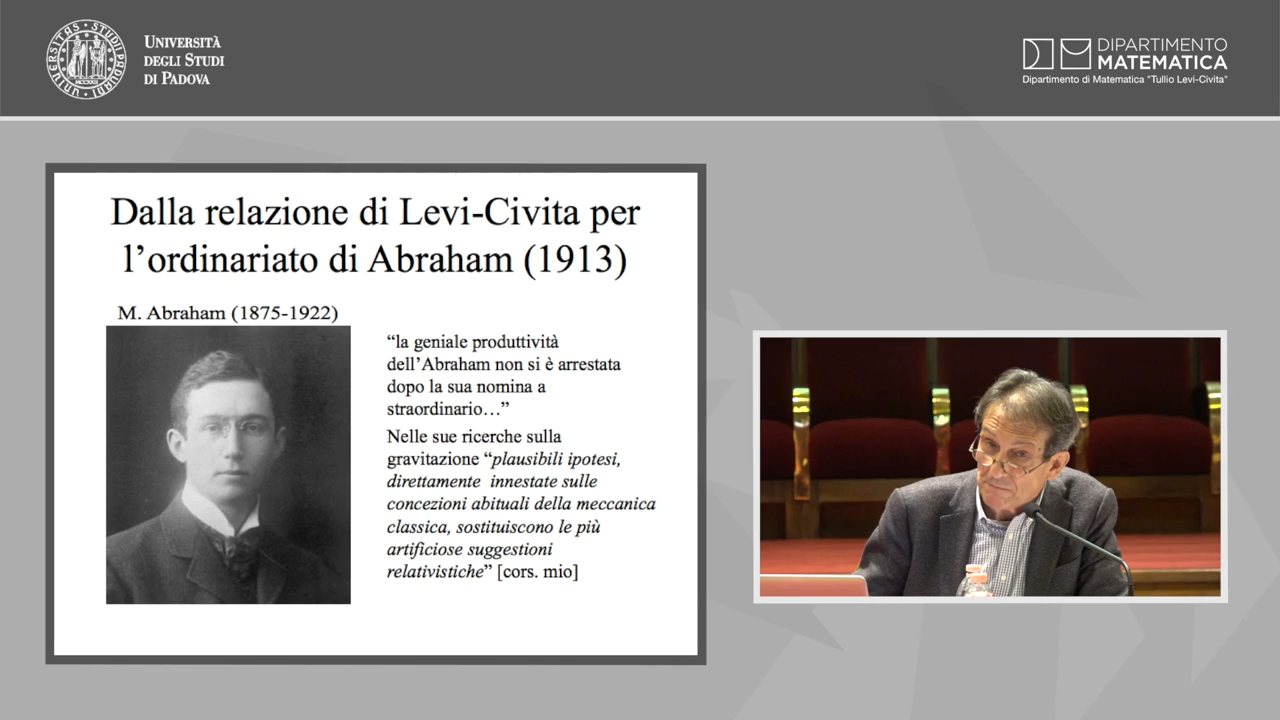 UNIVERSITÀ
DEGLI STUDI
DI PADOVA
DIPARTIMENTO
MATEMATICA
Dipartimento di Matematica "Tullio Levi-Civita"
Dalla relazione di Levi-Civita per
l’ordinariato di Abraham (1913)
M. Abraham (1875-1922)
“la geniale produttività
dell’Abraham non si è arrestata
dopo la sua nomina a
straordinario…”
Nelle sue ricerche sulla
gravitazione “plausibili ipotesi,
direttamente innestate sulle
concezioni abituali della meccanica
classica, sostituiscono le più
artificiose suggestioni
relativistiche” [cors. mio]